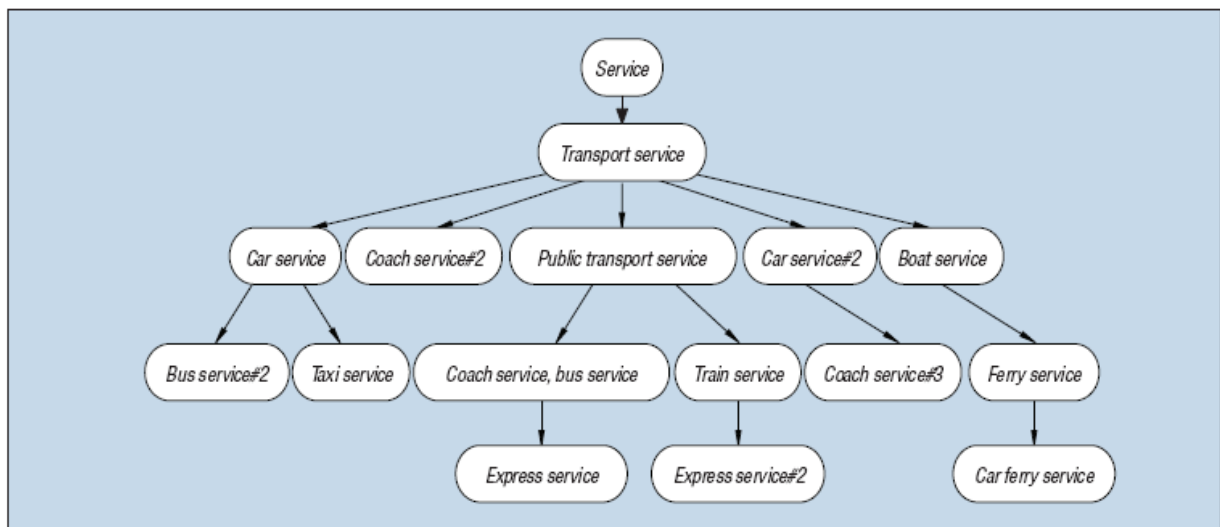 Service
Transport service
Car service
Coach service#2
Public transport service
Car service#2
Boat service
Bus service#2
Taxi service
Coach service, bus service
Train service
Coach service#3
Ferry service
Express service
Express service#2
Car ferry service